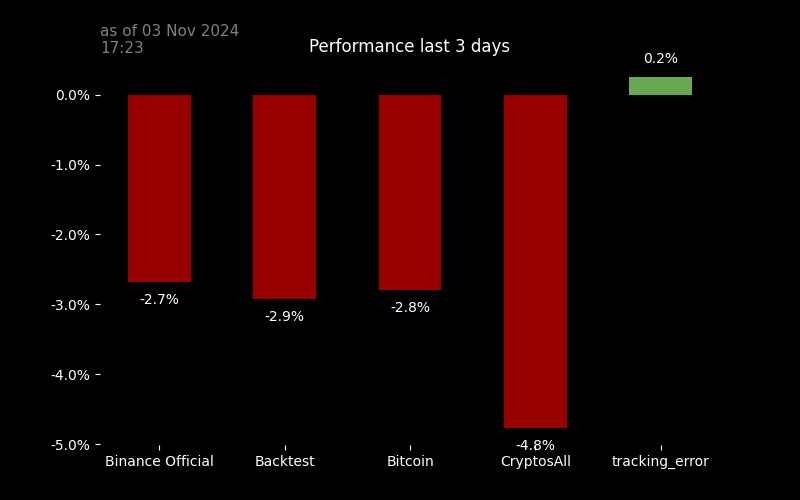 as of 03 Nov 2024
17:23
Performance last 3 days
0.2%
0.0%
-1.0%
-2.0%
-3.0%
-4.0%
-5.0%
-2.7%
-2.9%
-2.8%
-4.8%
Binance Official
Backtest
Bitcoin
CryptosAll
tracking_error